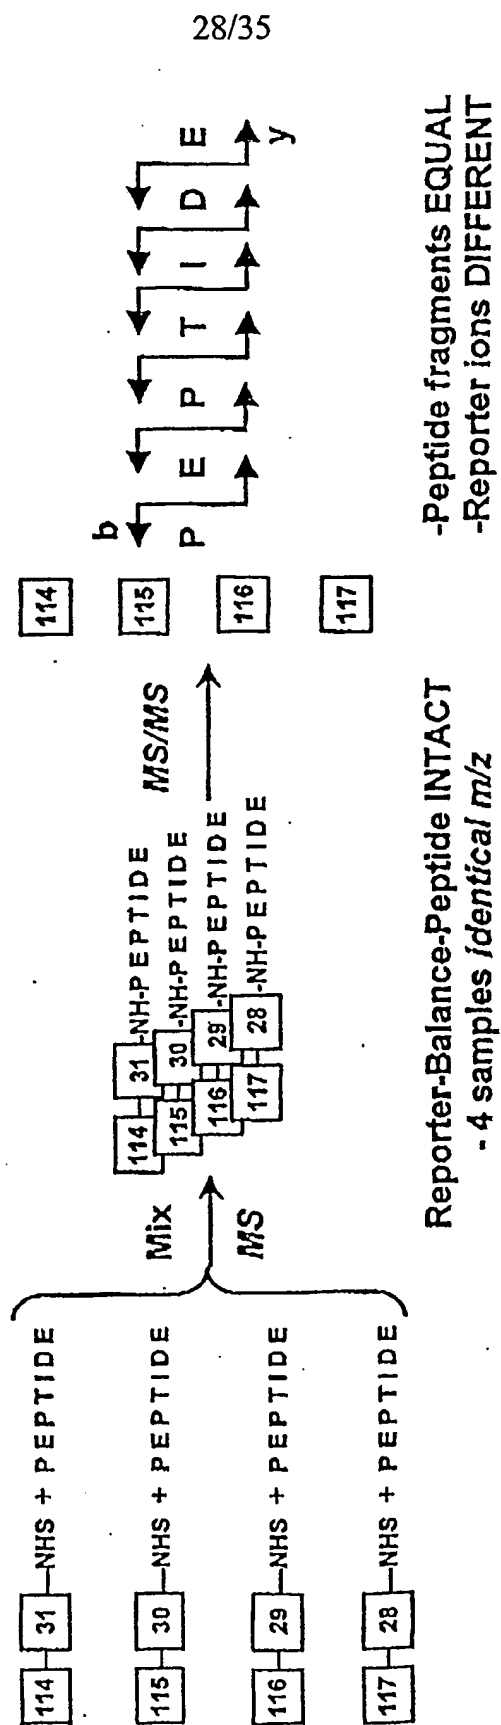 28/35
114 31 -NHS + PEPTIDE
115 30 -NHS + PEPTIDE
116 29 -NHS + PEPTIDE
117 28 -NHS + PEPTIDE
Mix
MS
114 31 -NH-PEPTIDE
115 30 -NH-PEPTIDE
116 29 -NH-PEPTIDE
117 28 -NH-PEPTIDE
Reporter-Balance-Peptide INTACT
- 4 samples identical m/z
MS/MS
114
115
116
117
b
P E P T I D E
y
-Peptide fragments EQUAL
-Reporter ions DIFFERENT